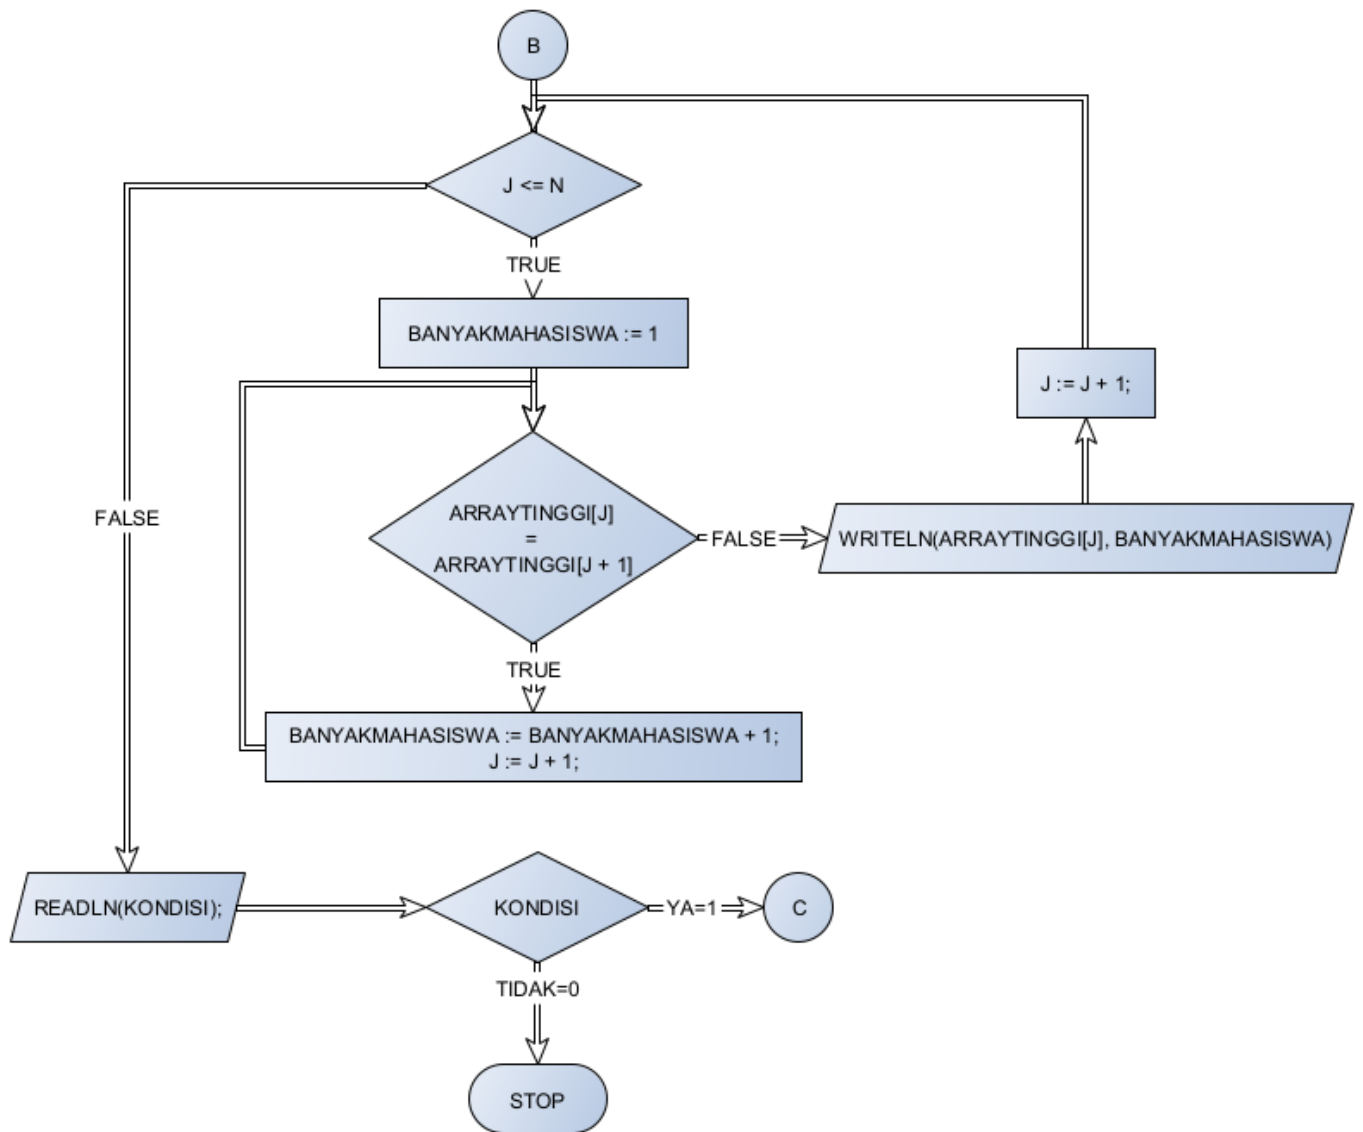 B
J <= N
TRUE
BANYAKMAHASISWA := 1
J := J + 1;
FALSE
ARRAYTINGGI[J]
=
ARRAYTINGGI[J + 1]
FALSE
WRITELN(ARRAYTINGGI[J], BANYAKMAHASISWA)
TRUE
BANYAKMAHASISWA := BANYAKMAHASISWA + 1;
J := J + 1;
READLN(KONDISI);
KONDISI
YA=1
C
TIDAK=0
STOP